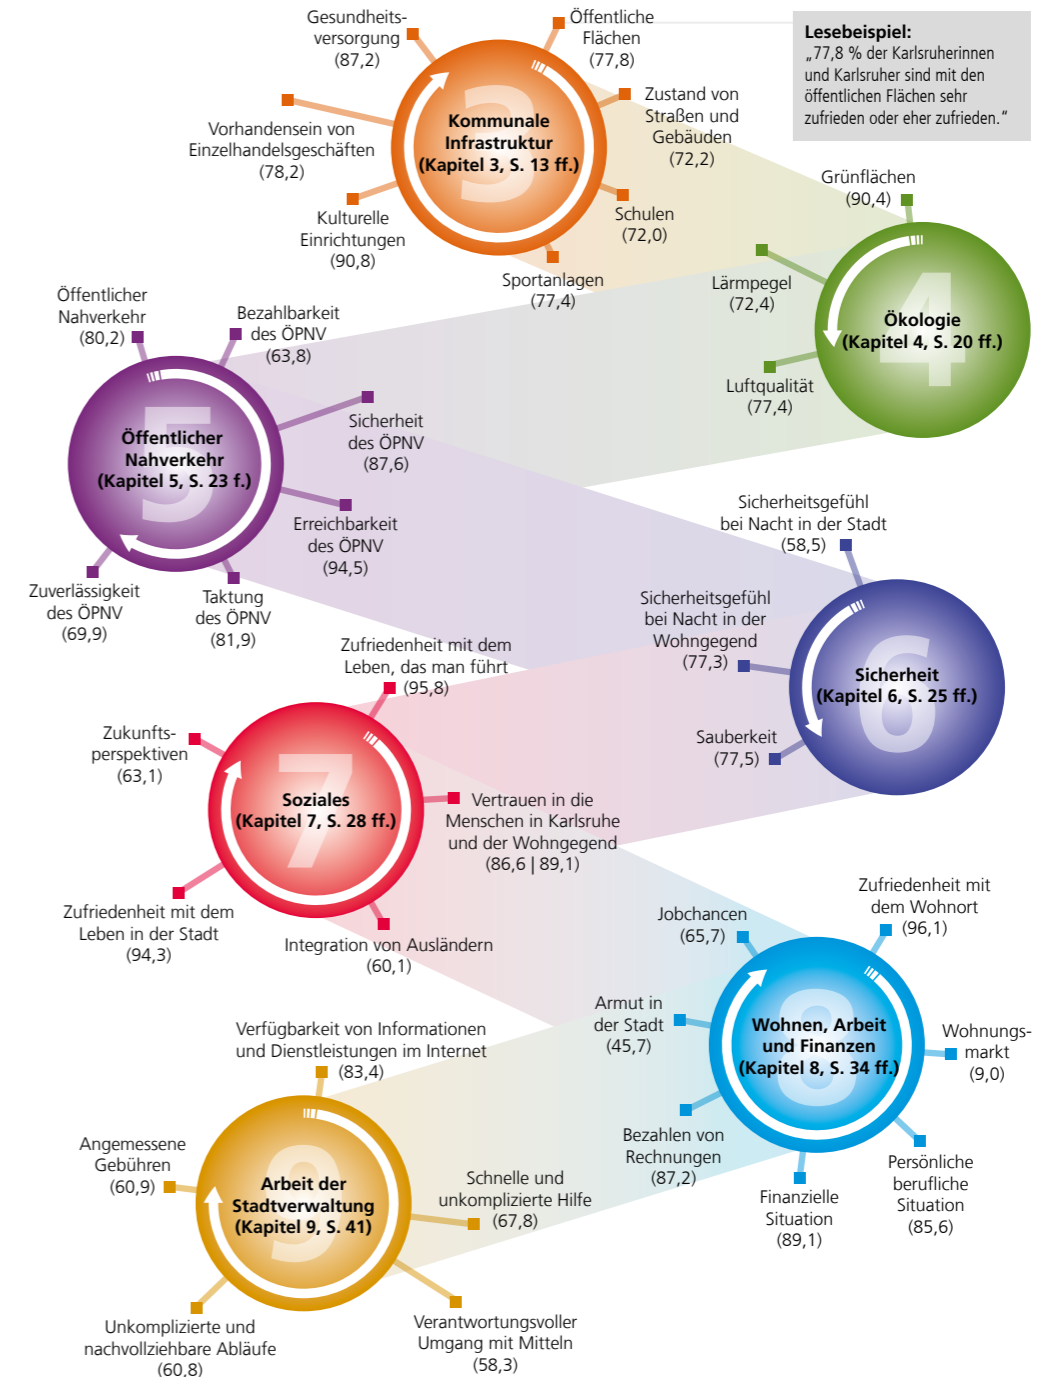 Lesebeispiel:
„77,8 % der Karlsruherinnen
und Karlsruher sind mit den
öffentlichen Flächen sehr
zufrieden oder eher zufrieden.“
3
Kommunale
Infrastruktur
(Kapitel 3, S. 13 ff.)
Öffentliche
Flächen
(77,8)
Zustand von
Straßen und
Gebäuden
(72,2)
Schulen
(72,0)
Sportanlagen
(77,4)
Kulturelle
Einrichtungen
(90,8)
Vorhandensein von
Einzelhandelsgeschäften
(78,2)
Gesundheits-
versorgung
(87,2)
4
Ökologie
(Kapitel 4, S. 20 ff.)
Grünflächen
(90,4)
Lärmpegel
(72,4)
Luftqualität
(77,4)
5
Öffentlicher
Nahverkehr
(Kapitel 5, S. 23 f.)
Öffentlicher
Nahverkehr
(80,2)
Bezahlbarkeit
des ÖPNV
(63,8)
Sicherheit
des ÖPNV
(87,6)
Erreichbarkeit
des ÖPNV
(94,5)
Taktung
des ÖPNV
(81,9)
Zuverlässigkeit
des ÖPNV
(69,9)
6
Sicherheit
(Kapitel 6, S. 25 ff.)
Sicherheitsgefühl
bei Nacht in der Stadt
(58,5)
Sicherheitsgefühl
bei Nacht in der
Wohngegend
(77,3)
Sauberkeit
(77,5)
7
Soziales
(Kapitel 7, S. 28 ff.)
Zufriedenheit mit dem
Leben, das man führt
(95,8)
Vertrauen in die
Menschen in Karlsruhe
und der Wohngegend
(86,6 | 89,1)
Integration von Ausländern
(60,1)
Zufriedenheit mit dem
Leben in der Stadt
(94,3)
Zukunfts-
perspektiven
(63,1)
8
Wohnen, Arbeit
und Finanzen
(Kapitel 8, S. 34 ff.)
Zufriedenheit mit
dem Wohnort
(96,1)
Wohnungs-
markt
(9,0)
Persönliche
berufliche
Situation
(85,6)
Finanzielle
Situation
(89,1)
Bezahlen von
Rechnungen
(87,2)
Armut in
der Stadt
(45,7)
Jobchancen
(65,7)
9
Arbeit der
Stadtverwaltung
(Kapitel 9, S. 41)
Verfügbarkeit von Informationen
und Dienstleistungen im Internet
(83,4)
Schnelle und
unkomplizierte Hilfe
(67,8)
Verantwortungsvoller
Umgang mit Mitteln
(58,3)
Unkomplizierte und
nachvollziehbare Abläufe
(60,8)
Angemessene
Gebühren
(60,9)